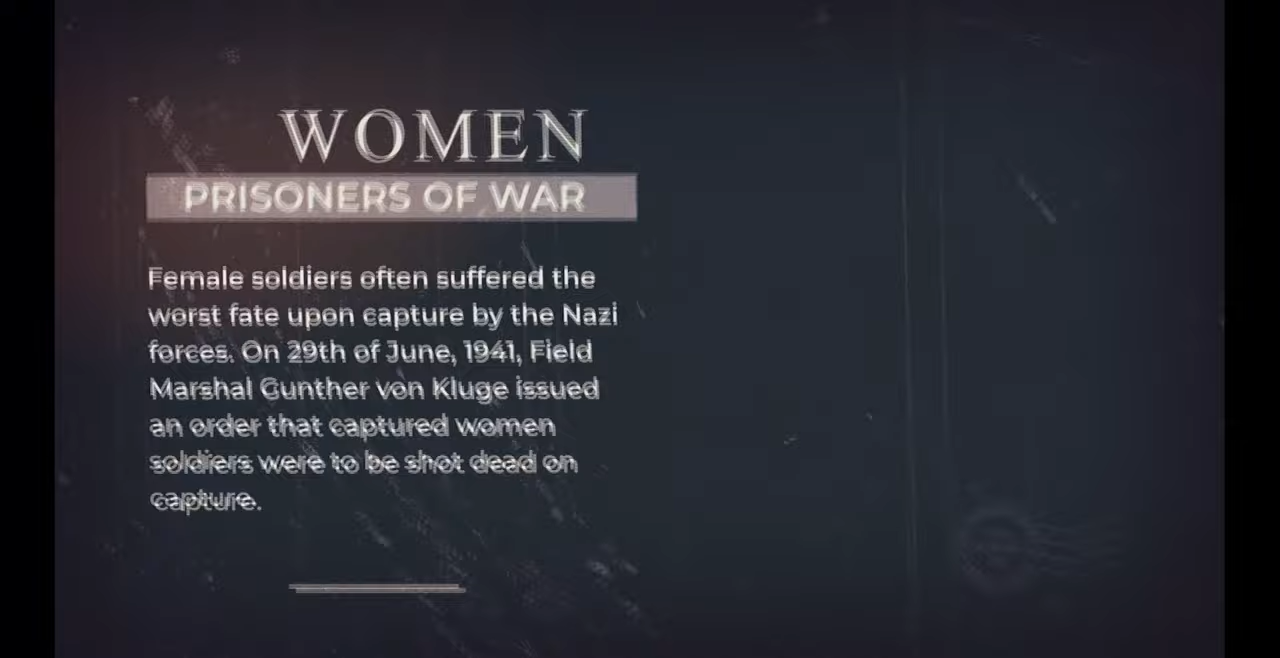 WOMEN
PRISONERS OF WAR
Female soldiers often suffered the
worst fate upon capture by the Nazi
forces. On 29th of June, 1941, Field
Marshal Gunther von Kluge issued
an order that captured women
soldiers were to be shot dead on
capture.